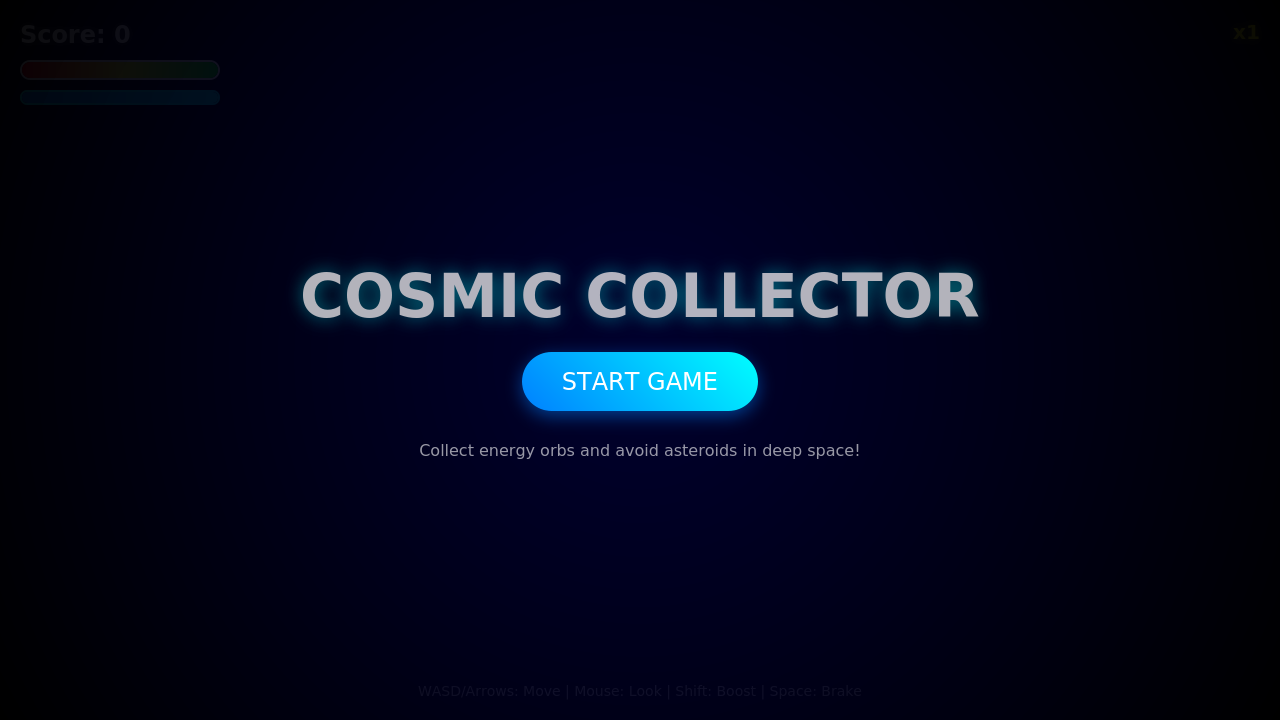 Score: 0
x1
COSMIC COLLECTOR
START GAME
Collect energy orbs and avoid asteroids in deep space!
WASD/Arrows: Move | Mouse: Look | Shift: Boost | Space: Brake